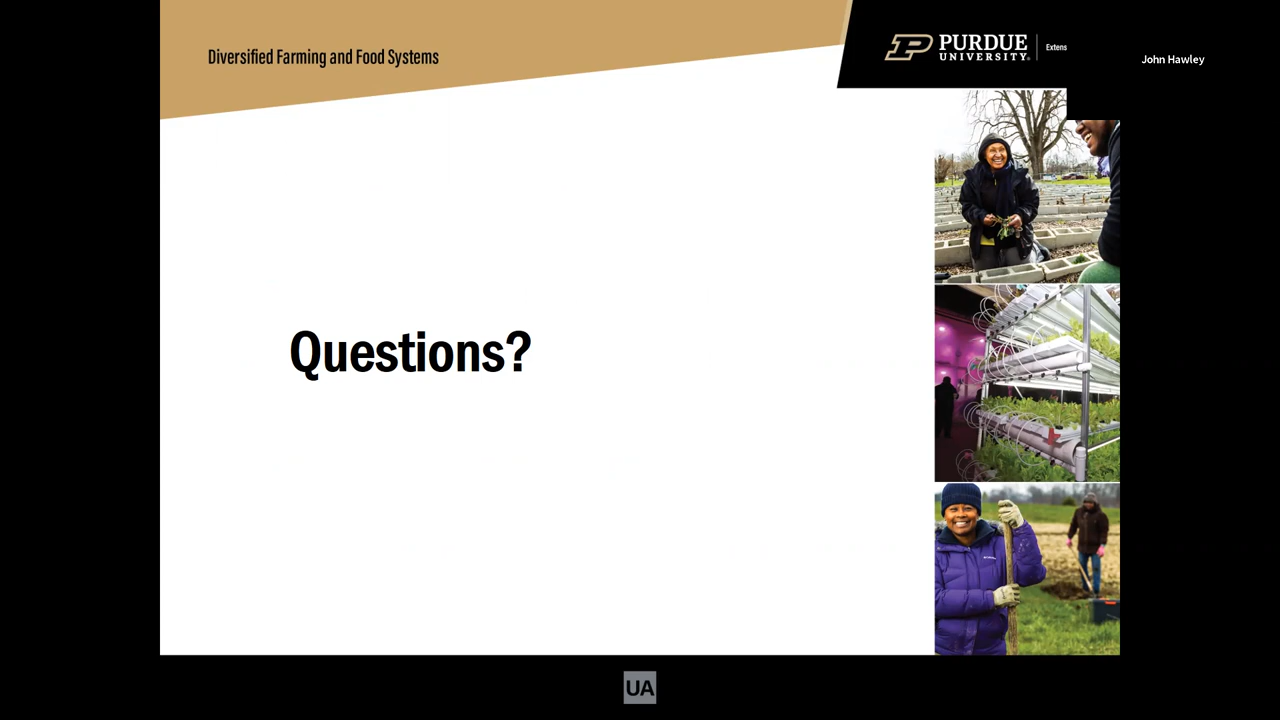 Diversified Farming and Food Systems
PURDUE
UNIVERSITY®
Extens
John Hawley
Questions?
UA